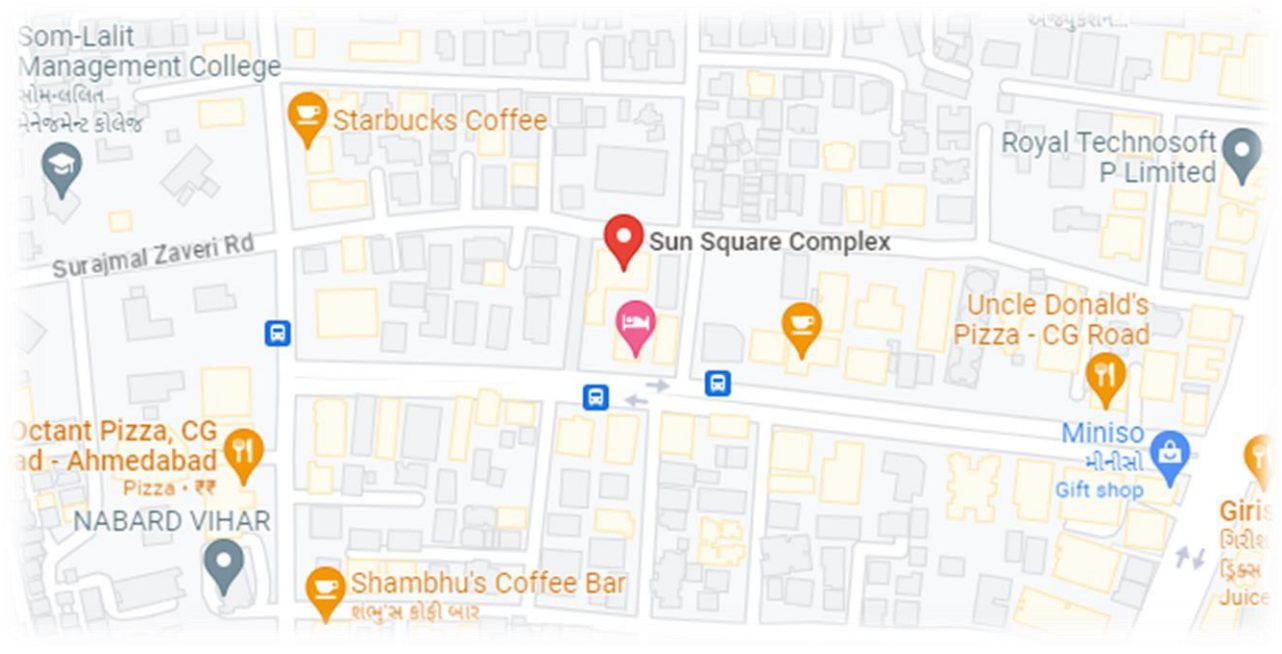 Som-Lalit
Management College
સોમ-લલિત
મેનેજમેન્ટ કોલેજ
Starbucks Coffee
Royal Technosoft
P Limited
Surajmal Zaveri Rd
Sun Square Complex
Uncle Donald's
Pizza - CG Road
Octant Pizza, CG
ad - Ahmedabad
Pizza • ₹₹
Miniso
મીનીસો
Gift shop
NABARD VIHAR
Giris
ગિરીશ
ડ્રિંક્સ
Juice
Shambhu's Coffee Bar
શંભુ'સ કોફી બાર